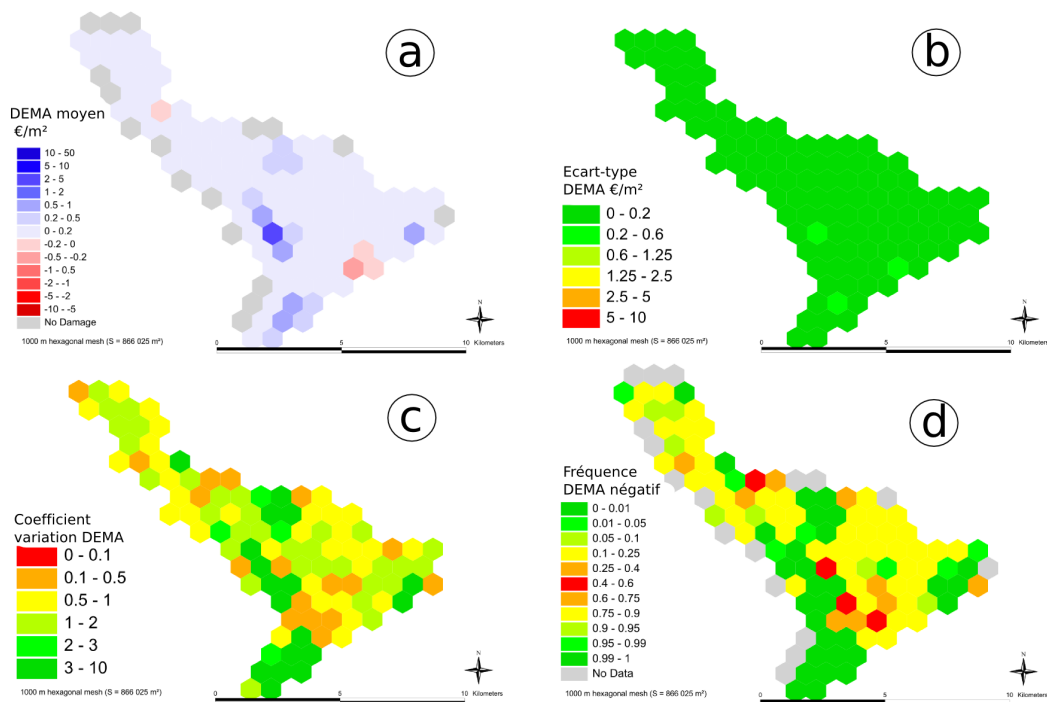 a
DEMA moyen
€/m²
10 - 50
5 - 10
2 - 5
1 - 2
0.5 - 1
0.2 - 0.5
0 - 0.2
-0.2 - 0
-0.5 - -0.2
-1 - 0.5
-2 - -1
-5 - -2
-10 - -5
No Damage
1000 m hexagonal mesh (S = 866 025 m²)
N
0 5 10 Kilometers
b
Ecart-type
DEMA €/m²
0 - 0.2
0.2 - 0.6
0.6 - 1.25
1.25 - 2.5
2.5 - 5
5 - 10
1000 m hexagonal mesh (S = 866 025 m²)
N
0 5 10 Kilometers
c
Coefficient
variation DEMA
0 - 0.1
0.1 - 0.5
0.5 - 1
1 - 2
2 - 3
3 - 10
1000 m hexagonal mesh (S = 866 025 m²)
N
0 5 10 Kilometers
d
Fréquence
DEMA négatif
0 - 0.01
0.01 - 0.05
0.05 - 0.1
0.1 - 0.25
0.25 - 0.4
0.4 - 0.6
0.6 - 0.75
0.75 - 0.9
0.9 - 0.95
0.95 - 0.99
0.99 - 1
No Data
1000 m hexagonal mesh (S = 866 025 m²)
N
0 5 10 Kilometers